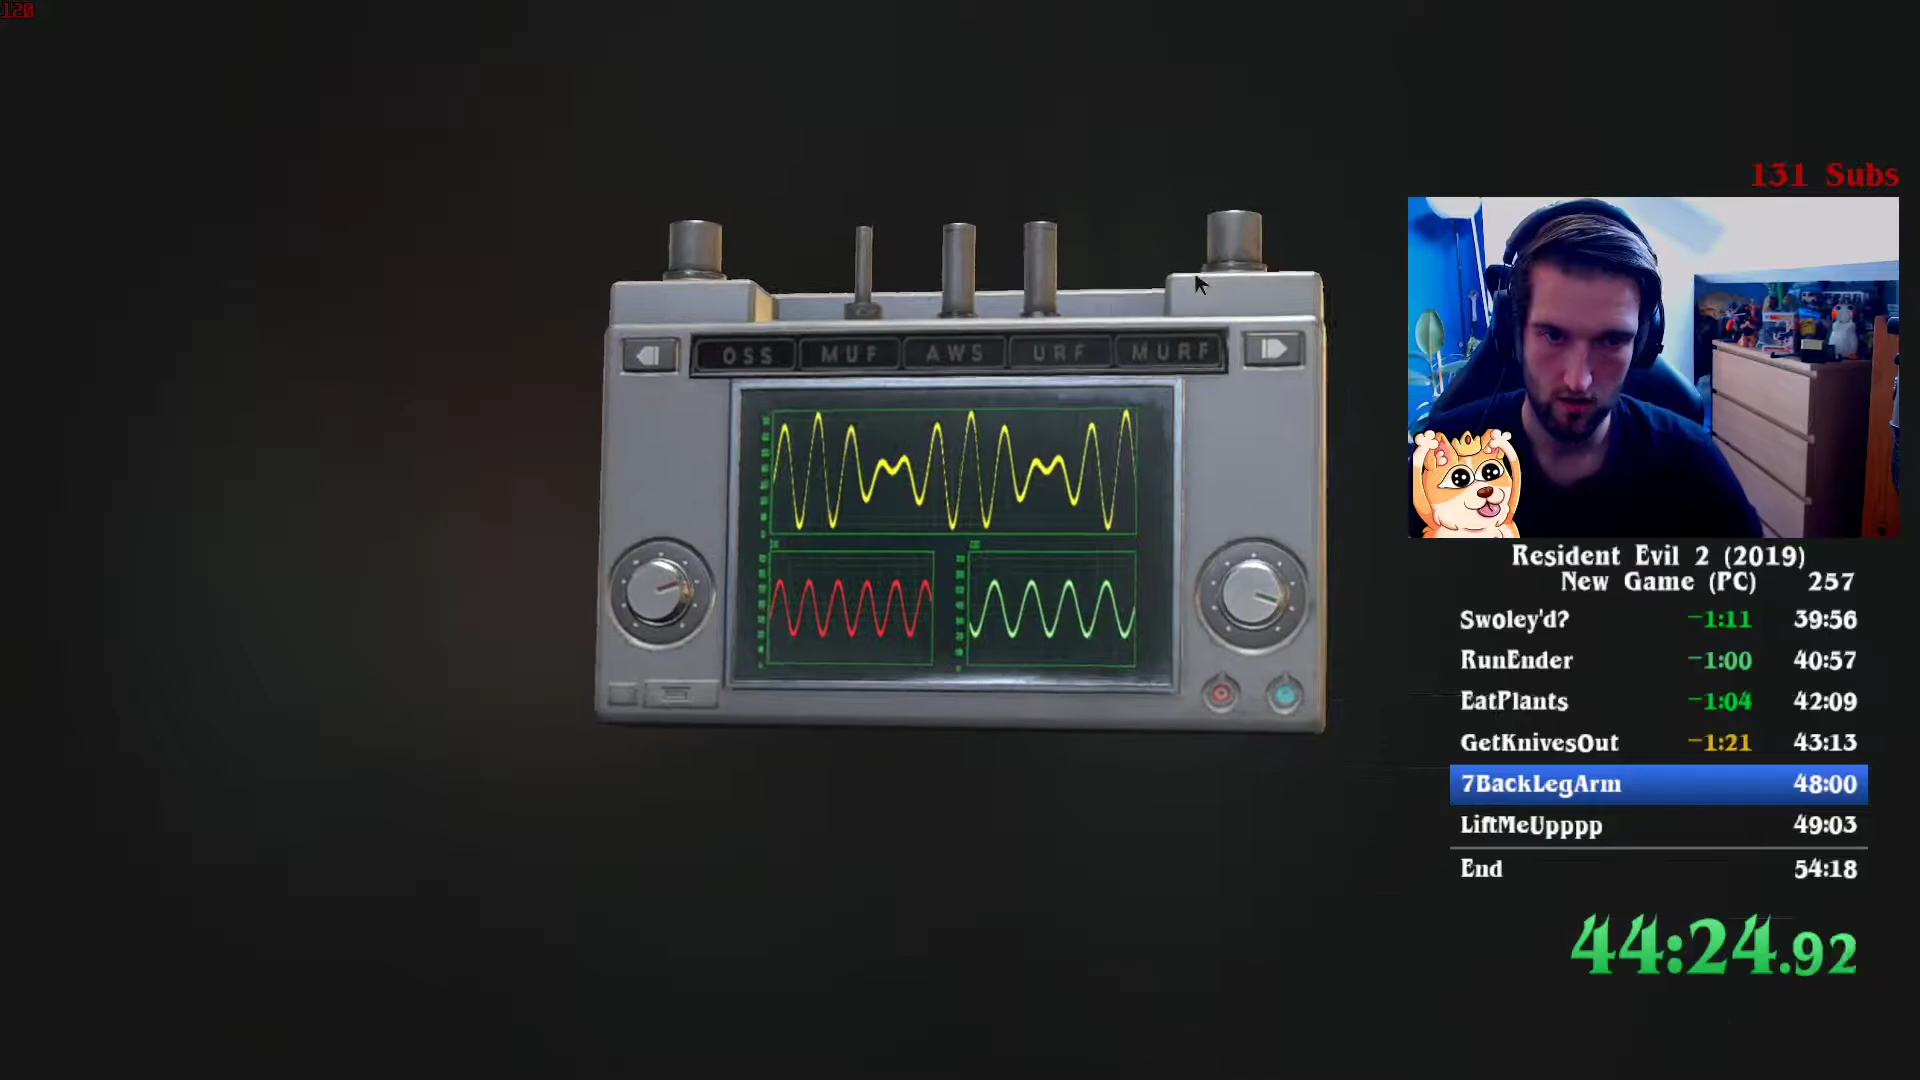 120
131 Subs
OSS MUF AWS URF MURF
Resident Evil 2 (2019)
New Game (PC) 257
Swoley'd? -1:11 39:56
RunEnder -1:00 40:57
EatPlants -1:04 42:09
GetKnivesOut -1:21 43:13
7BackLegArm 48:00
LiftMeUpppp 49:03
End 54:18
44:24.92